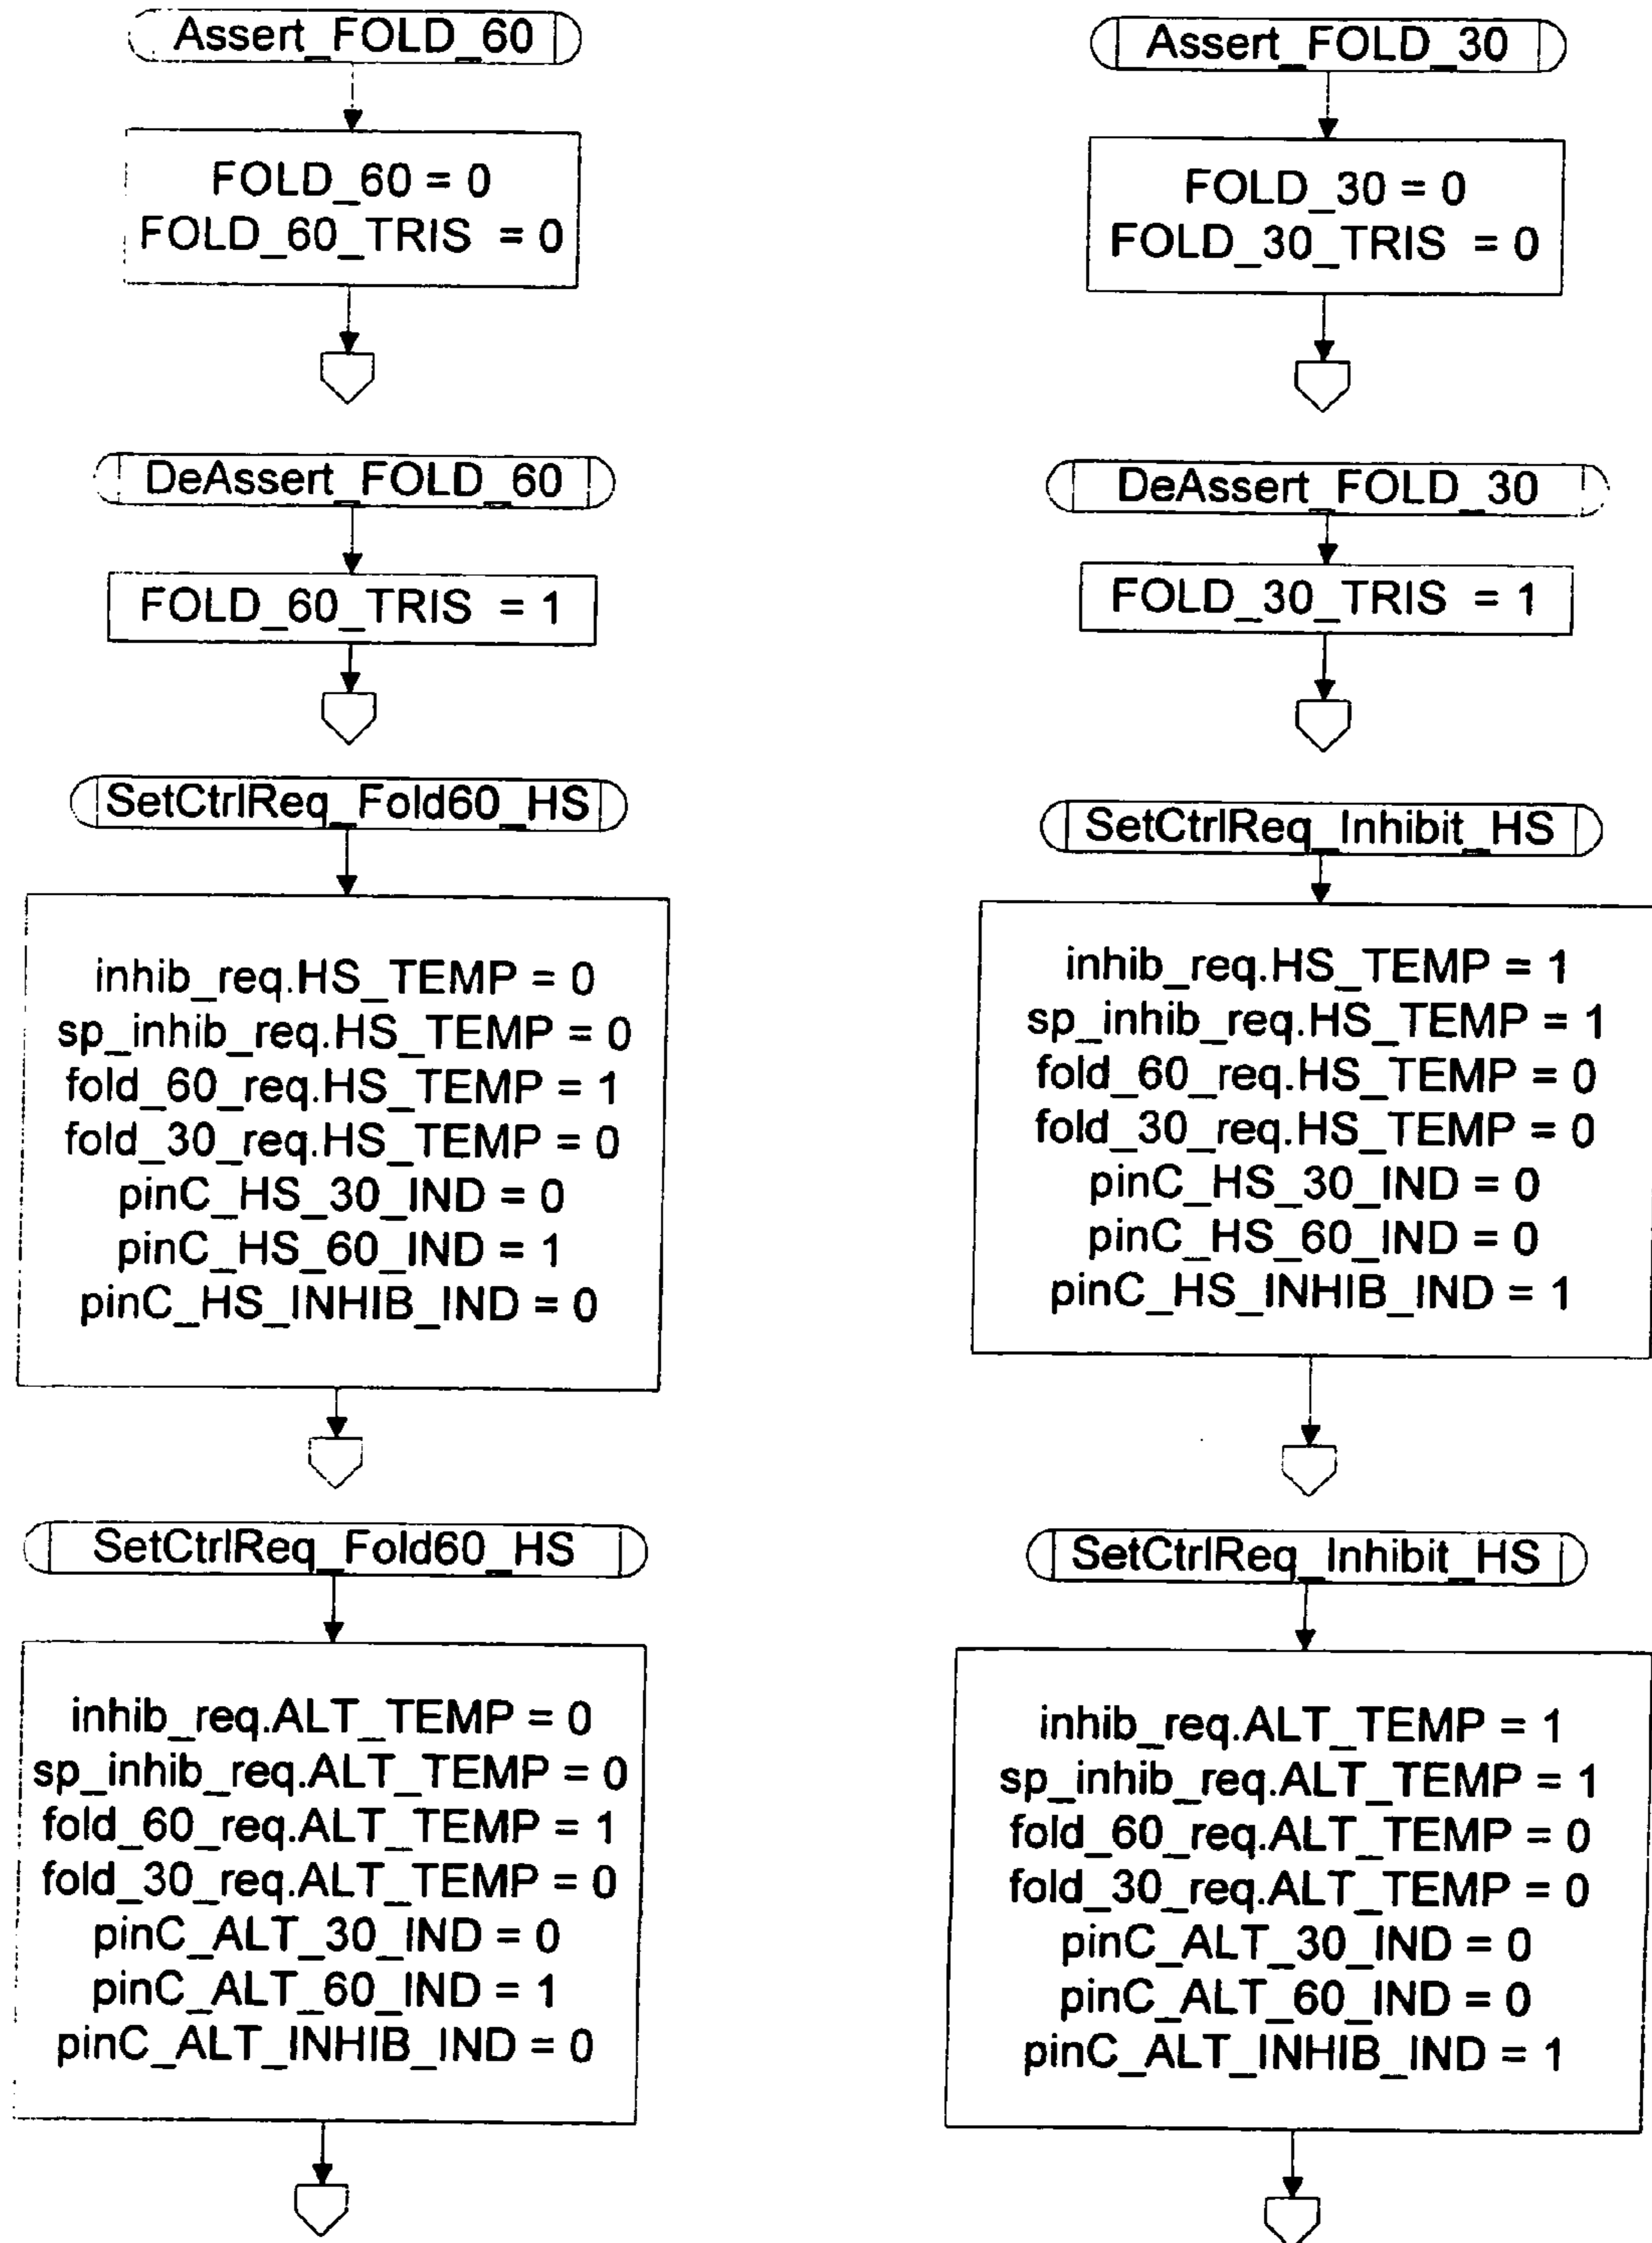 Assert_FOLD_60
FOLD_60 = 0
FOLD_60_TRIS = 0
Assert_FOLD_30
FOLD_30 = 0
FOLD_30_TRIS = 0
DeAssert_FOLD_60
FOLD_60_TRIS = 1
DeAssert_FOLD_30
FOLD_30_TRIS = 1
SetCtrlReq_Fold60_HS
inhib_req.HS_TEMP = 0
sp_inhib_req.HS_TEMP = 0
fold_60_req.HS_TEMP = 1
fold_30_req.HS_TEMP = 0
pinC_HS_30_IND = 0
pinC_HS_60_IND = 1
pinC_HS_INHIB_IND = 0
SetCtrlReq_Inhibit_HS
inhib_req.HS_TEMP = 1
sp_inhib_req.HS_TEMP = 1
fold_60_req.HS_TEMP = 0
fold_30_req.HS_TEMP = 0
pinC_HS_30_IND = 0
pinC_HS_60_IND = 0
pinC_HS_INHIB_IND = 1
SetCtrlReq_Fold60_HS
inhib_req.ALT_TEMP = 0
sp_inhib_req.ALT_TEMP = 0
fold_60_req.ALT_TEMP = 1
fold_30_req.ALT_TEMP = 0
pinC_ALT_30_IND = 0
pinC_ALT_60_IND = 1
pinC_ALT_INHIB_IND = 0
SetCtrlReq_Inhibit_HS
inhib_req.ALT_TEMP = 1
sp_inhib_req.ALT_TEMP = 1
fold_60_req.ALT_TEMP = 0
fold_30_req.ALT_TEMP = 0
pinC_ALT_30_IND = 0
pinC_ALT_60_IND = 0
pinC_ALT_INHIB_IND = 1